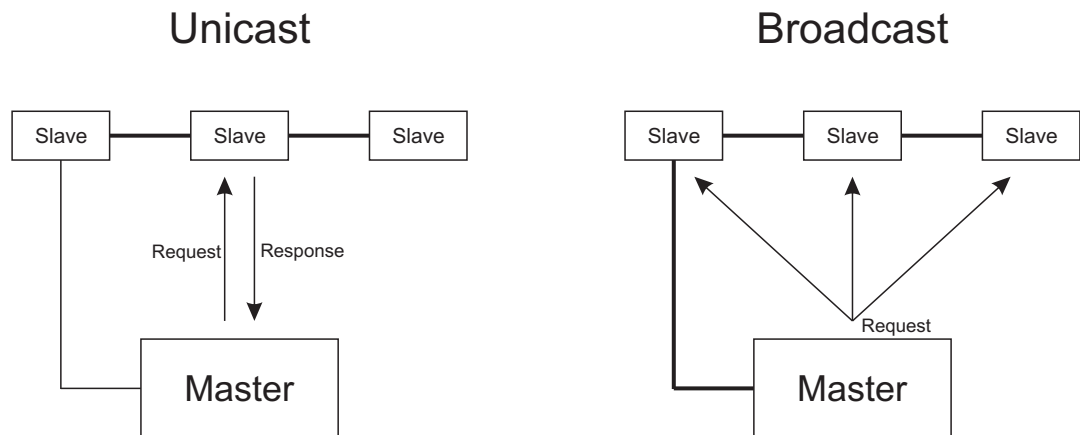 Unicast
Broadcast
Slave
Slave
Slave
Slave
Slave
Slave
Request
Response
Request
Master
Master